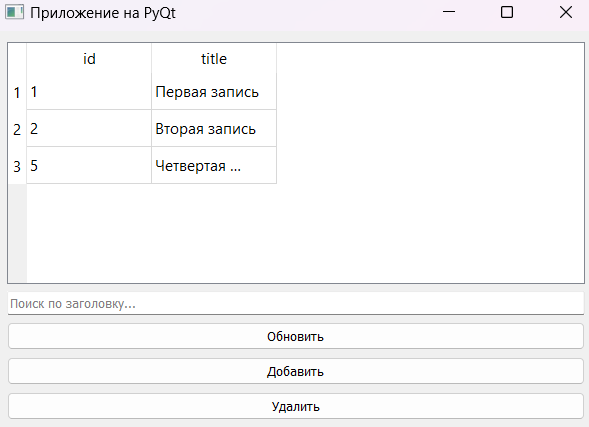 Приложение на PyQt
id title
1 1 Первая запись
2 2 Вторая запись
3 5 Четвертая ...
Поиск по заголовку...
Обновить
Добавить
Удалить